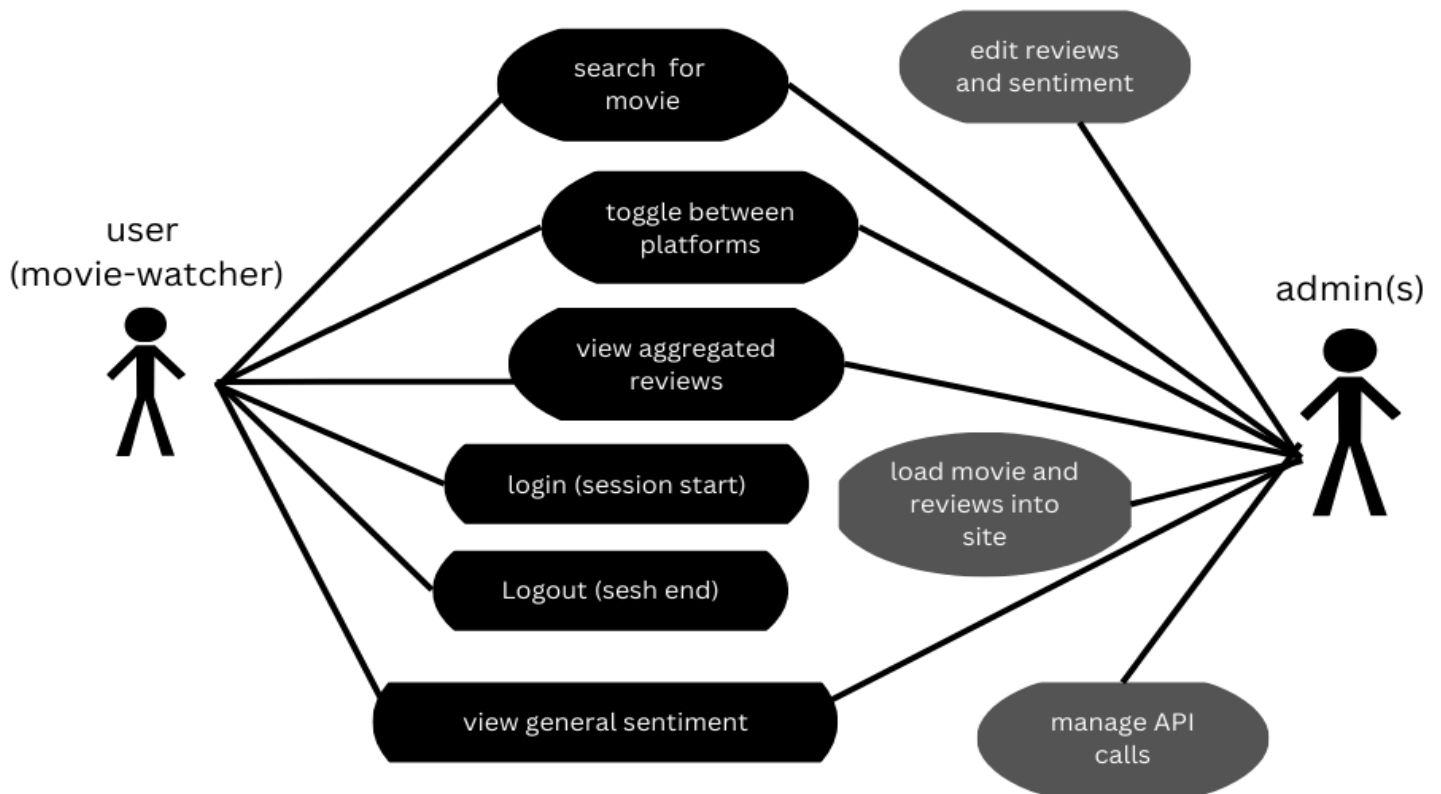 search for
movie
edit reviews
and sentiment
toggle between
platforms
user
(movie-watcher)
admin(s)
view aggregated
reviews
login (session start)
load movie and
reviews into
site
Logout (sesh end)
view general sentiment
manage API
calls